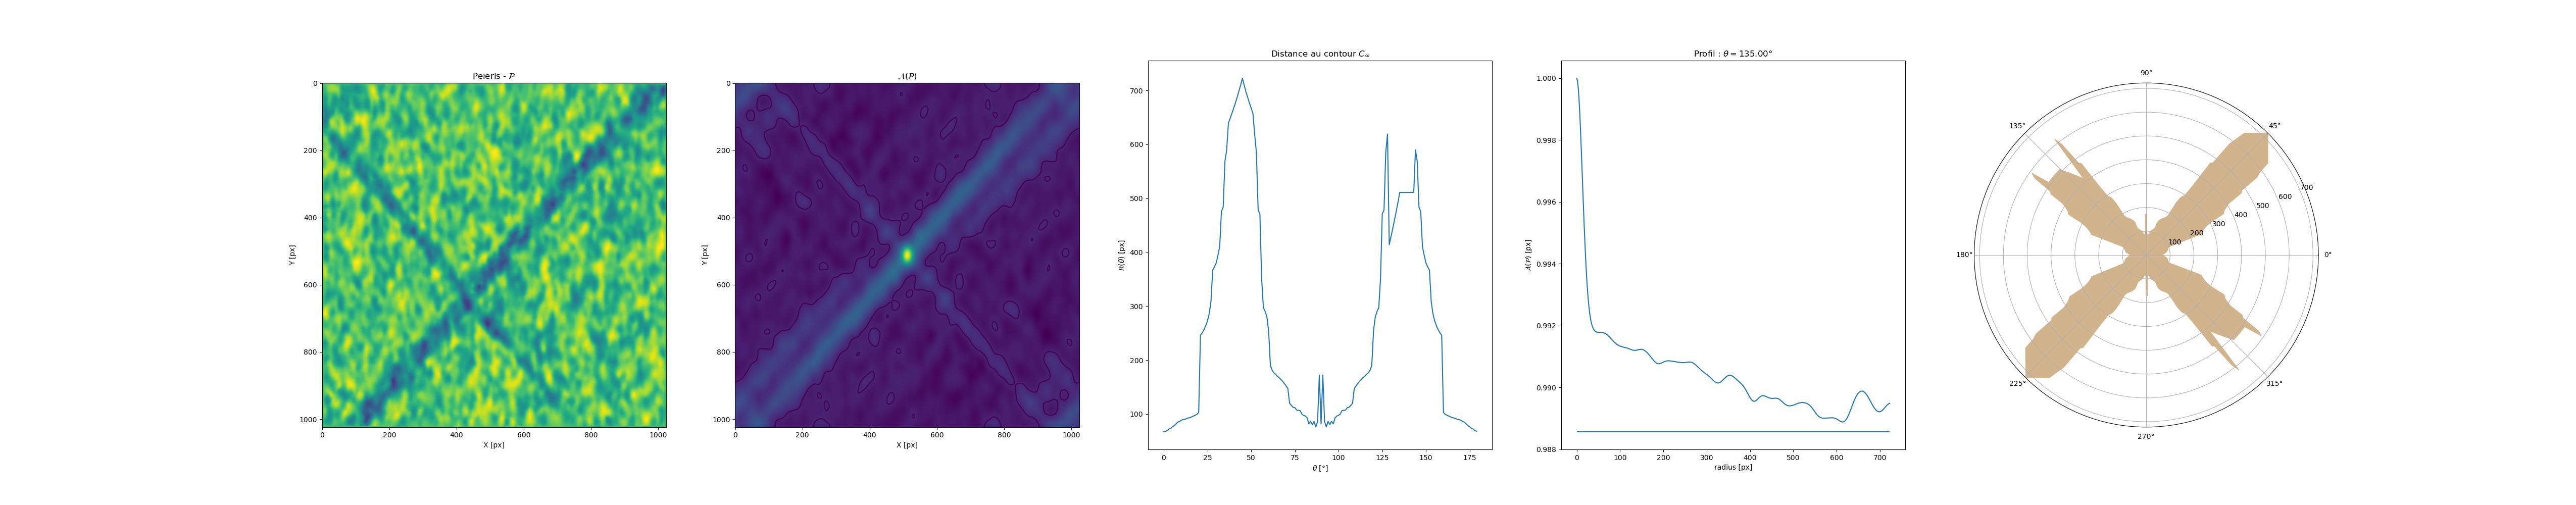 Peierls - 𝒫
0
200
400
600
800
1000
Y [px]
0 200 400 600 800 1000
X [px]
𝒜(𝒫)
0
200
400
600
800
1000
Y [px]
0 200 400 600 800 1000
X [px]
Distance au contour C∞
700
600
500
400
300
200
100
R(θ) [px]
0 25 50 75 100 125 150 175
θ [°]
Profil : θ = 135.00°
1.000
0.998
0.996
0.994
0.992
0.990
0.988
𝒜(𝒫) [px]
0 100 200 300 400 500 600 700
radius [px]
90°
135° 45°
700
600
500
400
300
200
100
180° 0°
225° 315°
270°